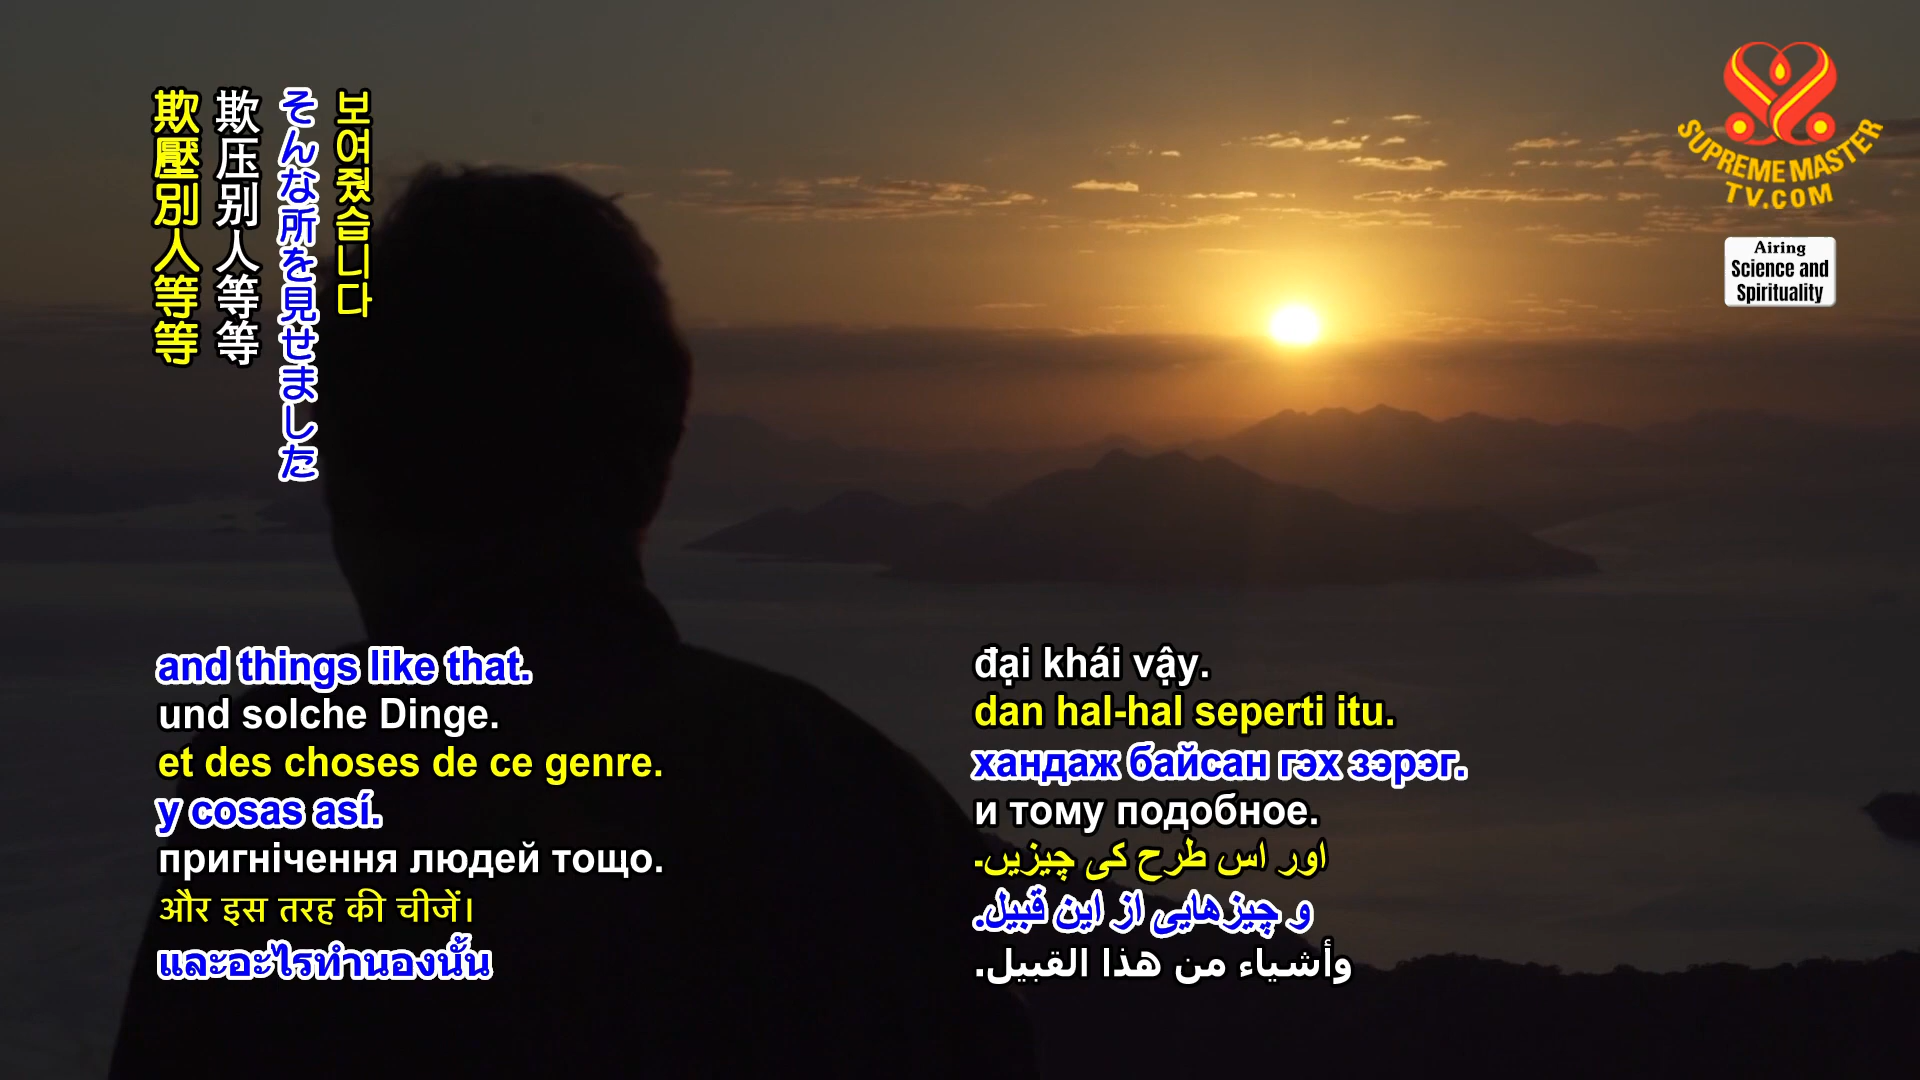 欺壓別人等等
欺压别人等等
そんな所を見せました
보여줬습니다
SUPREME MASTER
TV.COM
Airing
Science and
Spirituality
and things like that.
und solche Dinge.
et des choses de ce genre.
y cosas así.
пригнічення людей тощо.
और इस तरह की चीजें।
และอะไรทำนองนั้น
đại khái vậy.
dan hal-hal seperti itu.
хандаж байсан гэх зэрэг.
и тому подобное.
اور اس طرح کی چیزیں۔
و چیزهایی از این قبیل.
وأشياء من هذا القبيل.